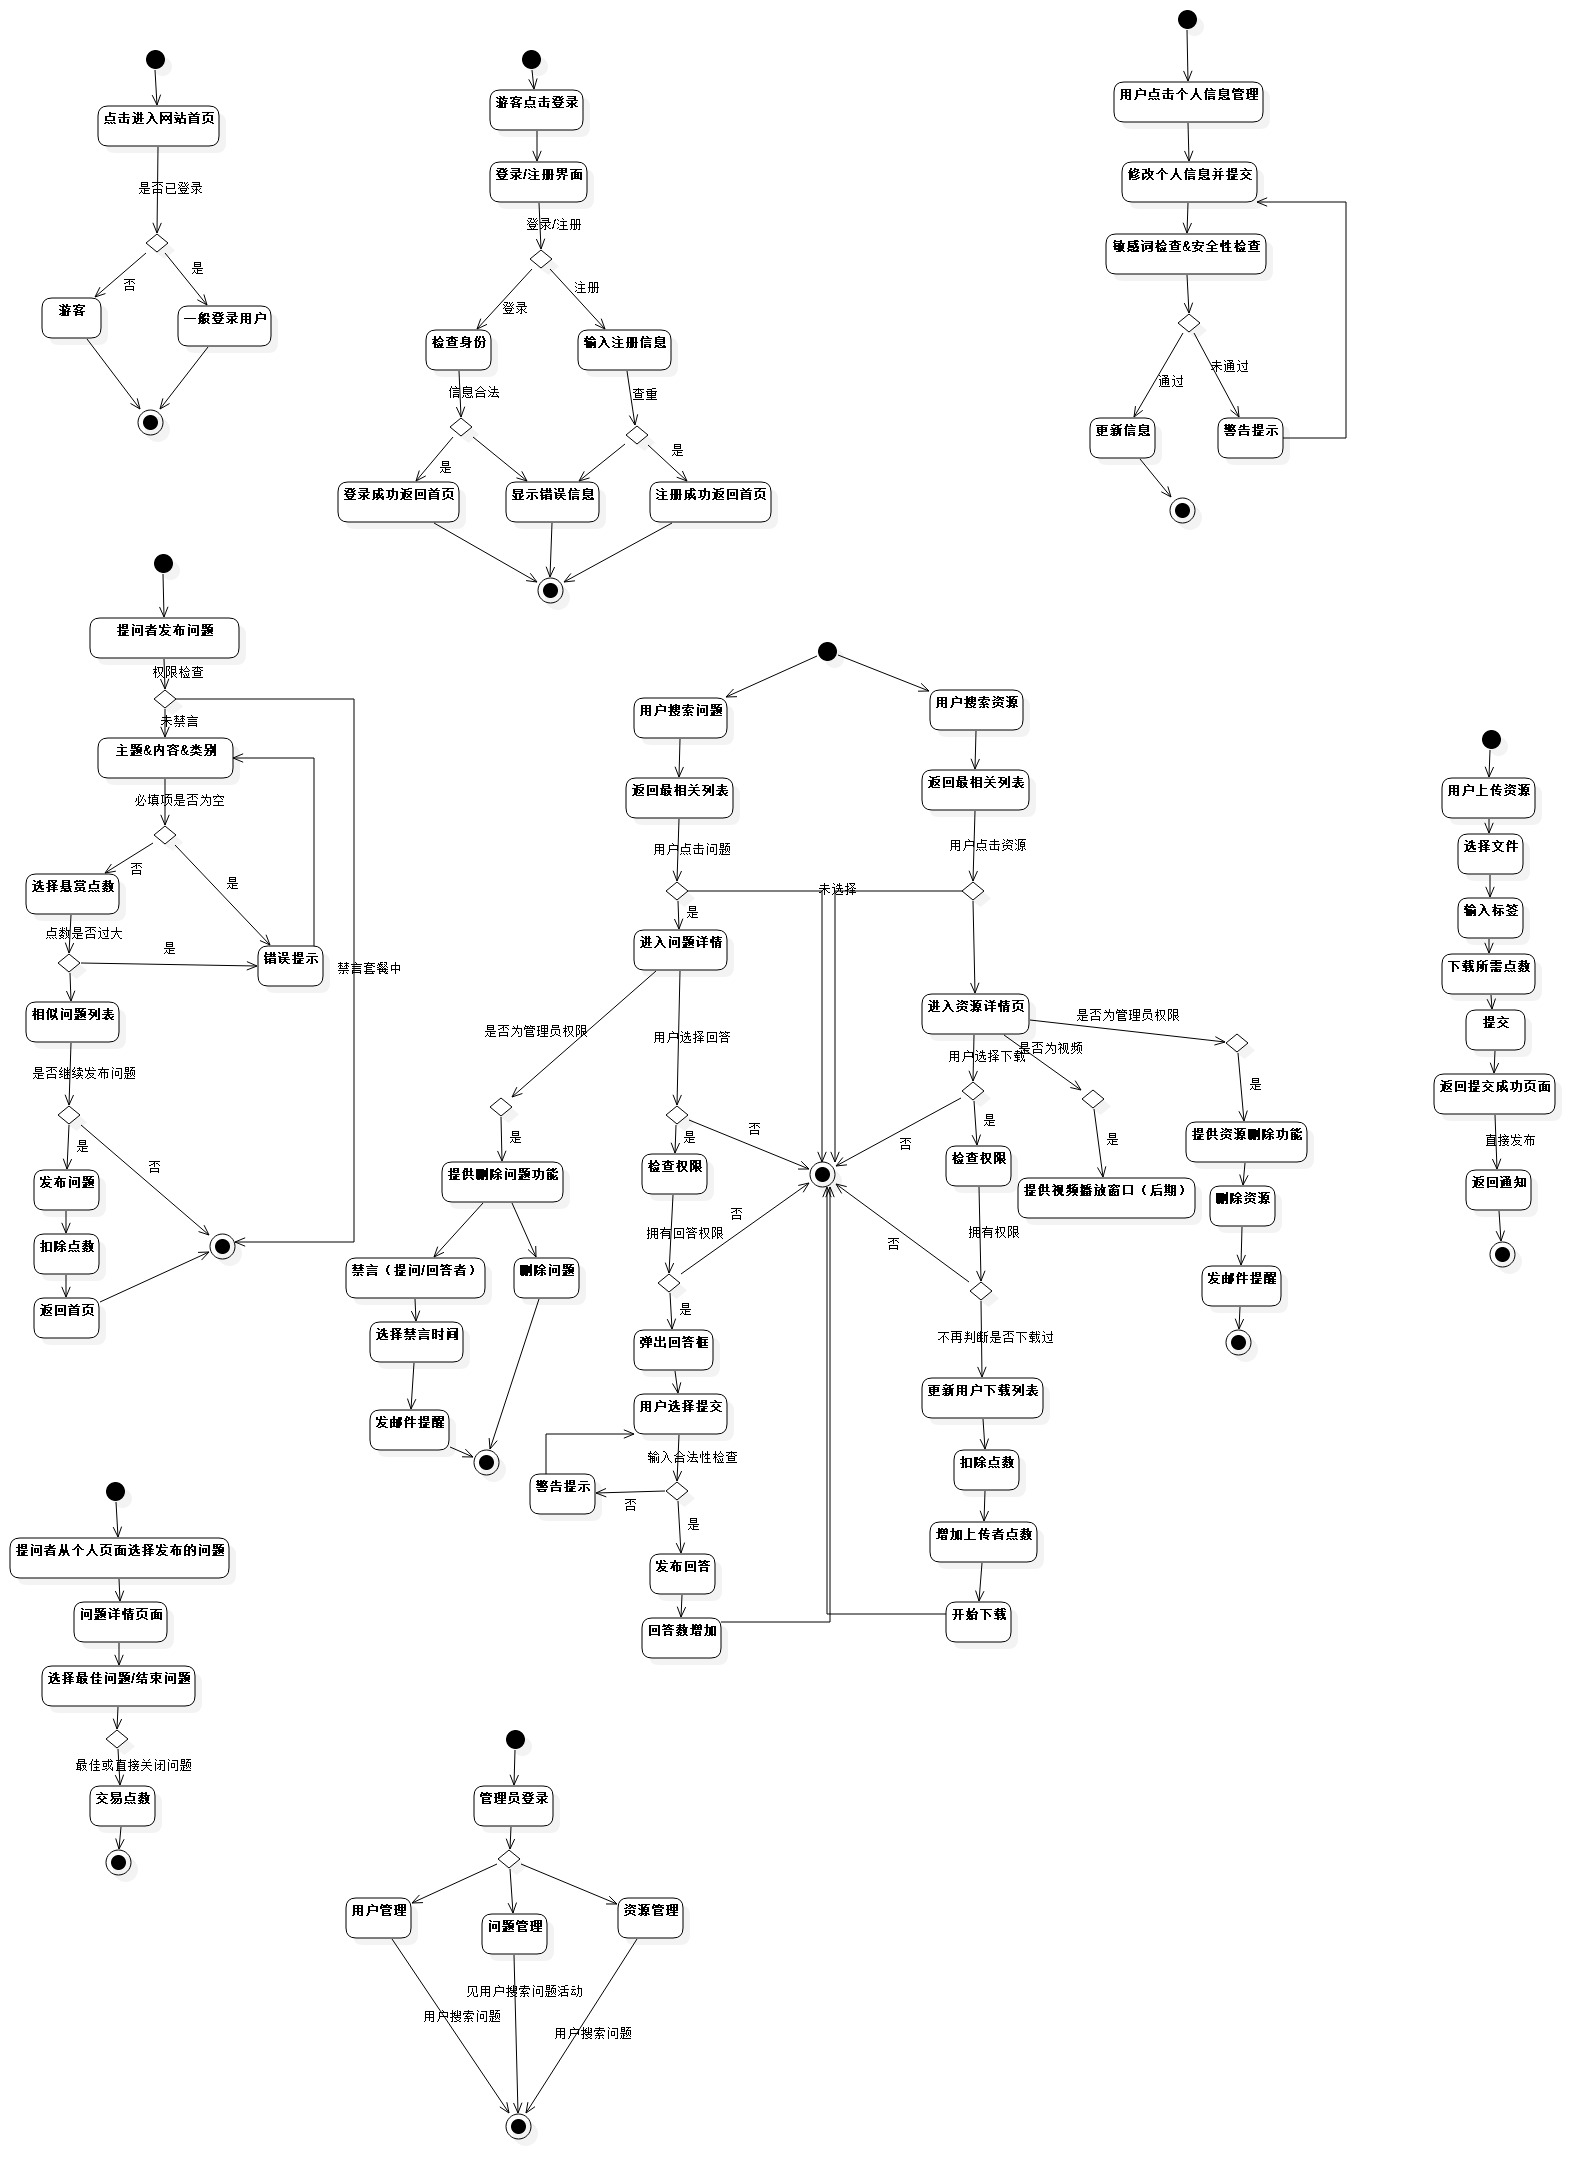 点击进入网站首页
是否已登录
否
是
游客
一般登录用户
游客点击登录
登录/注册界面
登录/注册
登录
注册
检查身份
输入注册信息
信息合法
查重
是
是
登录成功返回首页
显示错误信息
注册成功返回首页
用户点击个人信息管理
修改个人信息并提交
敏感词检查&安全性检查
通过
未通过
更新信息
警告提示
提问者发布问题
权限检查
未禁言
主题&内容&类别
必填项是否为空
否
是
选择悬赏点数
点数是否过大
是
错误提示
禁言套餐中
相似问题列表
是否继续发布问题
是
否
发布问题
扣除点数
返回首页
用户搜索问题
用户搜索资源
返回最相关列表
返回最相关列表
用户点击问题
用户点击资源
未选择
是
进入问题详情
进入资源详情页
是否为管理员权限
用户选择回答
用户选择下载
是否为视频
是否为管理员权限
是
是
否
否
是
是
是
提供删除问题功能
检查权限
检查权限
提供视频播放窗口（后期）
提供资源删除功能
删除资源
发邮件提醒
拥有回答权限
否
否
拥有权限
禁言（提问/回答者）
删除问题
选择禁言时间
发邮件提醒
是
弹出回答框
用户选择提交
输入合法性检查
警告提示
否
是
发布回答
回答数增加
不再判断是否下载过
更新用户下载列表
扣除点数
增加上传者点数
开始下载
用户上传资源
选择文件
输入标签
下载所需点数
提交
返回提交成功页面
直接发布
返回通知
提问者从个人页面选择发布的问题
问题详情页面
选择最佳问题/结束问题
最佳或直接关闭问题
交易点数
管理员登录
用户管理
问题管理
资源管理
见用户搜索问题活动
用户搜索问题
用户搜索问题